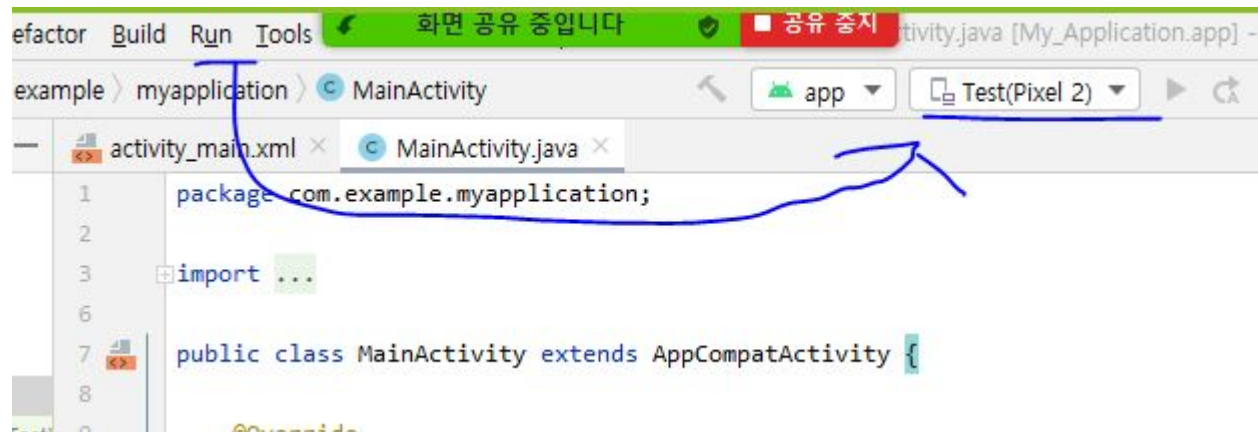 efactor Build Run Tools 화면 공유 중입니다 공유 중지 tivity.java [My_Application.app] -
example 〉 myapplication 〉 C MainActivity app Test(Pixel 2)
activity_main.xml × C MainActivity.java ×
1 package com.example.myapplication;
2
3 import ...
6
7 public class MainActivity extends AppCompatActivity {
8
@Override